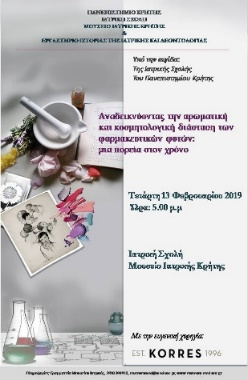 ΠΑΝΕΠΙΣΤΗΜΙΟ ΚΡΗΤΗΣ
ΙΑΤΡΙΚΗ ΣΧΟΛΗ
ΜΟΥΣΕΙΟ ΙΑΤΡΙΚΗΣ ΚΡΗΤΗΣ
&
ΕΡΓΑΣΤΗΡΙΟ ΙΣΤΟΡΙΑΣ ΤΗΣ ΙΑΤΡΙΚΗΣ ΚΑΙ ΔΕΟΝΤΟΛΟΓΙΑΣ
Υπό την αιγίδα:
Της Ιατρικής Σχολής
Του Πανεπιστημίου Κρήτης
Αναδεικνύοντας την αρωματική
και κοσμητολογική διάσταση των
φαρμακευτικών φυτών:
μια πορεία στον χρόνο
Τετάρτη 13 Φεβρουαρίου 2019
Ώρα: 5.00 μ.μ
Ιατρική Σχολή
Μουσείο Ιατρικής Κρήτης
Με την ευγενική χορηγία:
EST. KORRES 1996